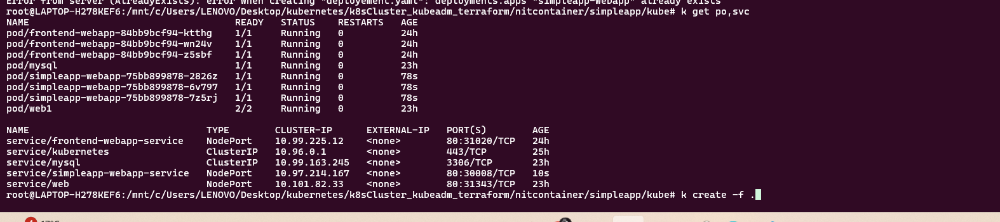 Error from server (AlreadyExists): error when creating "deployement.yaml": deployments.apps "simpleapp-webapp" already exists
root@LAPTOP-H278KEF6:/mnt/c/Users/LENOVO/Desktop/kubernetes/k8sCluster_kubeadm_terraform/nitcontainer/simpleapp/kube# k get po,svc
NAME READY STATUS RESTARTS AGE
pod/frontend-webapp-84bb9bcf94-ktthg 1/1 Running 0 24h
pod/frontend-webapp-84bb9bcf94-wn24v 1/1 Running 0 24h
pod/frontend-webapp-84bb9bcf94-z5sbf 1/1 Running 0 24h
pod/mysql 1/1 Running 0 23h
pod/simpleapp-webapp-75bb899878-2826z 1/1 Running 0 78s
pod/simpleapp-webapp-75bb899878-6v797 1/1 Running 0 78s
pod/simpleapp-webapp-75bb899878-7z5rj 1/1 Running 0 78s
pod/web1 2/2 Running 0 23h
NAME TYPE CLUSTER-IP EXTERNAL-IP PORT(S) AGE
service/frontend-webapp-service NodePort 10.99.225.12 <none> 80:31020/TCP 24h
service/kubernetes ClusterIP 10.96.0.1 <none> 443/TCP 25h
service/mysql ClusterIP 10.99.163.245 <none> 3306/TCP 23h
service/simpleapp-webapp-service NodePort 10.97.214.167 <none> 80:30008/TCP 10s
service/web NodePort 10.101.82.33 <none> 80:31343/TCP 23h
root@LAPTOP-H278KEF6:/mnt/c/Users/LENOVO/Desktop/kubernetes/k8sCluster_kubeadm_terraform/nitcontainer/simpleapp/kube# k create -f .